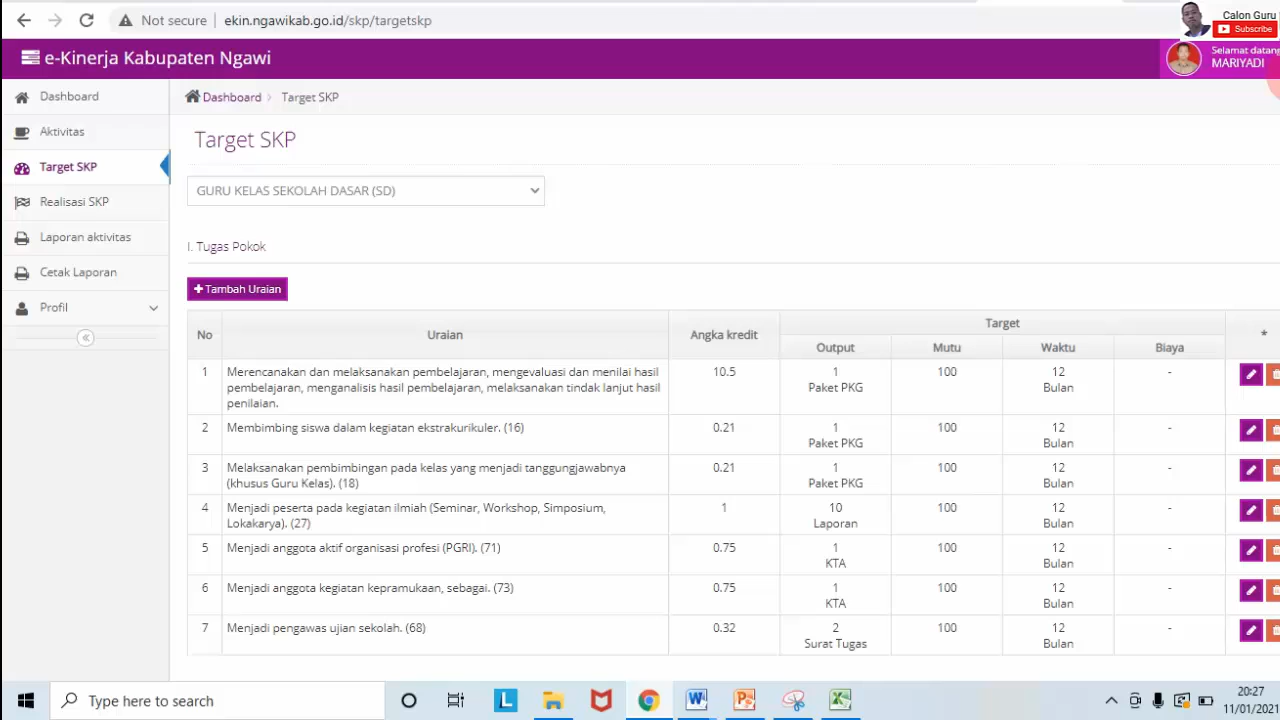 Not secure
ekin.ngawikab.go.id/skp/targetskp
Calon Guru
Subscribe
e-Kinerja Kabupaten Ngawi
Selamat datang
MARIYADI
Dashboard
Aktivitas
Target SKP
Realisasi SKP
Laporan aktivitas
Cetak Laporan
Profil
Dashboard > Target SKP
Target SKP
GURU KELAS SEKOLAH DASAR (SD)
I. Tugas Pokok
+ Tambah Uraian
No Uraian Angka kredit Target *
Output Mutu Waktu Biaya
1 Merencanakan dan melaksanakan pembelajaran, mengevaluasi dan menilai hasil 10.5 1 100 12 -
pembelajaran, menganalisis hasil pembelajaran, melaksanakan tindak lanjut hasil Paket PKG Bulan
penilaian.
2 Membimbing siswa dalam kegiatan ekstrakurikuler. (16) 0.21 1 100 12 -
Paket PKG Bulan
3 Melaksanakan pembimbingan pada kelas yang menjadi tanggungjawabnya 0.21 1 100 12 -
(khusus Guru Kelas). (18) Paket PKG Bulan
4 Menjadi peserta pada kegiatan ilmiah (Seminar, Workshop, Simposium, 1 10 100 12 -
Lokakarya). (27) Laporan Bulan
5 Menjadi anggota aktif organisasi profesi (PGRI). (71) 0.75 1 100 12 -
KTA Bulan
6 Menjadi anggota kegiatan kepramukaan, sebagai. (73) 0.75 1 100 12 -
KTA Bulan
7 Menjadi pengawas ujian sekolah. (68) 0.32 2 100 12 -
Surat Tugas Bulan
Type here to search
20:27
11/01/2021